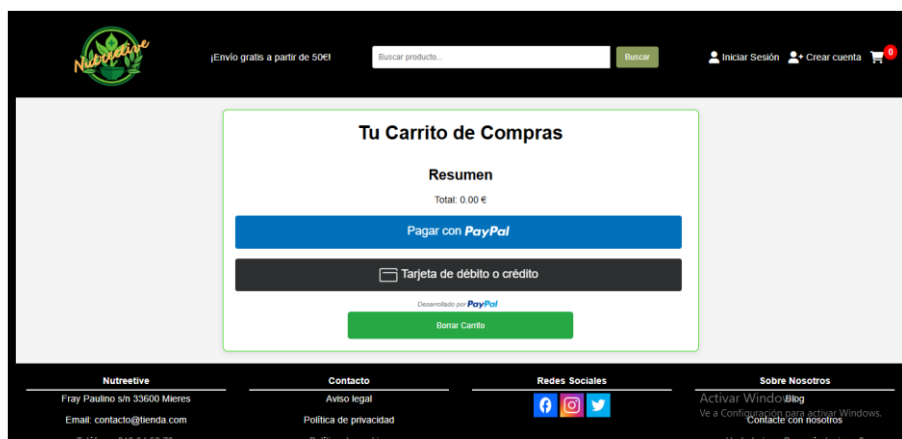 Nutreetive
¡Envío gratis a partir de 50€!
Buscar producto...
Buscar
Iniciar Sesión
Crear cuenta
0
Tu Carrito de Compras
Resumen
Total: 0.00 €
Pagar con PayPal
Tarjeta de débito o crédito
Desarrollado por PayPal
Borrar Carrito
Nutreetive
Fray Paulino s/n 33600 Mieres
Email: contacto@tienda.com
Contacto
Aviso legal
Política de privacidad
Redes Sociales
Sobre Nosotros
Blog
Contacte con nosotros
Activar Windows
Ve a Configuración para activar Windows.